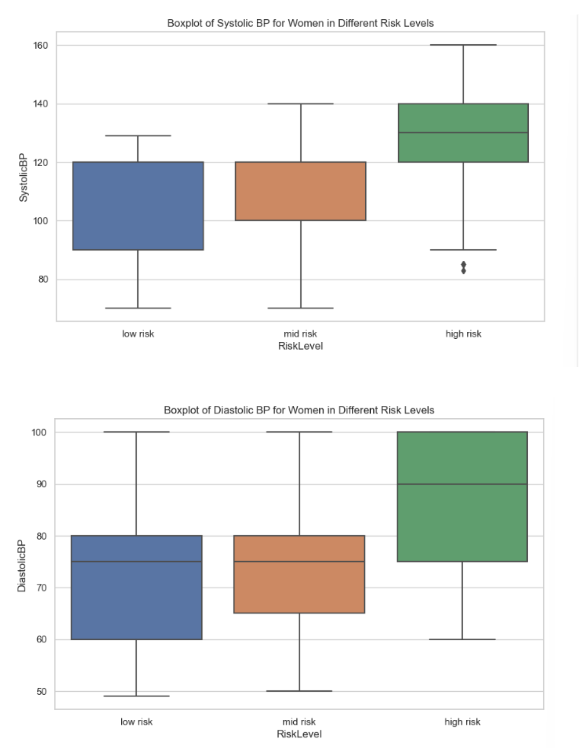 Boxplot of Systolic BP for Women in Different Risk Levels
160
140
120
100
80
SystolicBP
low risk
mid risk
high risk
RiskLevel
Boxplot of Diastolic BP for Women in Different Risk Levels
100
90
80
70
60
50
DiastolicBP
low risk
mid risk
high risk
RiskLevel